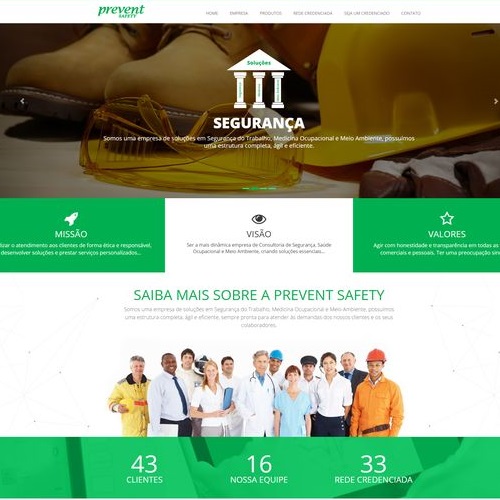 prevent
SAFETY
HOME EMPRESA PRODUTOS REDE CREDENCIADA SEJA UM CREDENCIADO CONTATO
Soluções
SEGURANÇA
Somos uma empresa de soluções em Segurança do Trabalho, Medicina Ocupacional e Meio Ambiente, possuímos
uma estrutura completa, ágil e eficiente.
MISSÃO
lizar o atendimento aos clientes de forma ética e responsável,
desenvolver soluções e prestar serviços personalizados...
VISÃO
Ser a mais dinâmica empresa de Consultoria de Segurança, Saúde
Ocupacional e Meio Ambiente, criando soluções essenciais...
VALORES
Agir com honestidade e transparência em todas as
comerciais e pessoais. Ter uma preocupação sin
SAIBA MAIS SOBRE A PREVENT SAFETY
Somos uma empresa de soluções em Segurança do Trabalho, Medicina Ocupacional e Meio Ambiente, possuímos
uma estrutura completa, ágil e eficiente, sempre pronta para atender às demandas dos nossos clientes e os seus
colaboradores.
43 16 33
CLIENTES NOSSA EQUIPE REDE CREDENCIADA